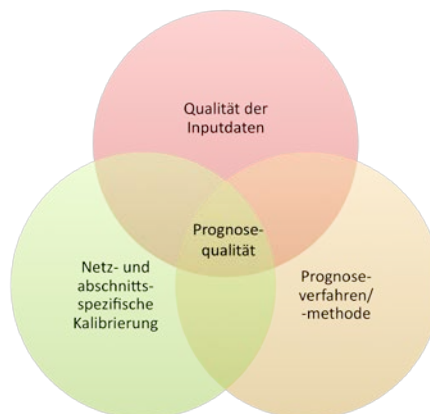 Qualität der
Inputdaten
Prognose-
qualität
Netz- und
abschnitts-
spezifische
Kalibrierung
Prognose-
verfahren/
-methode